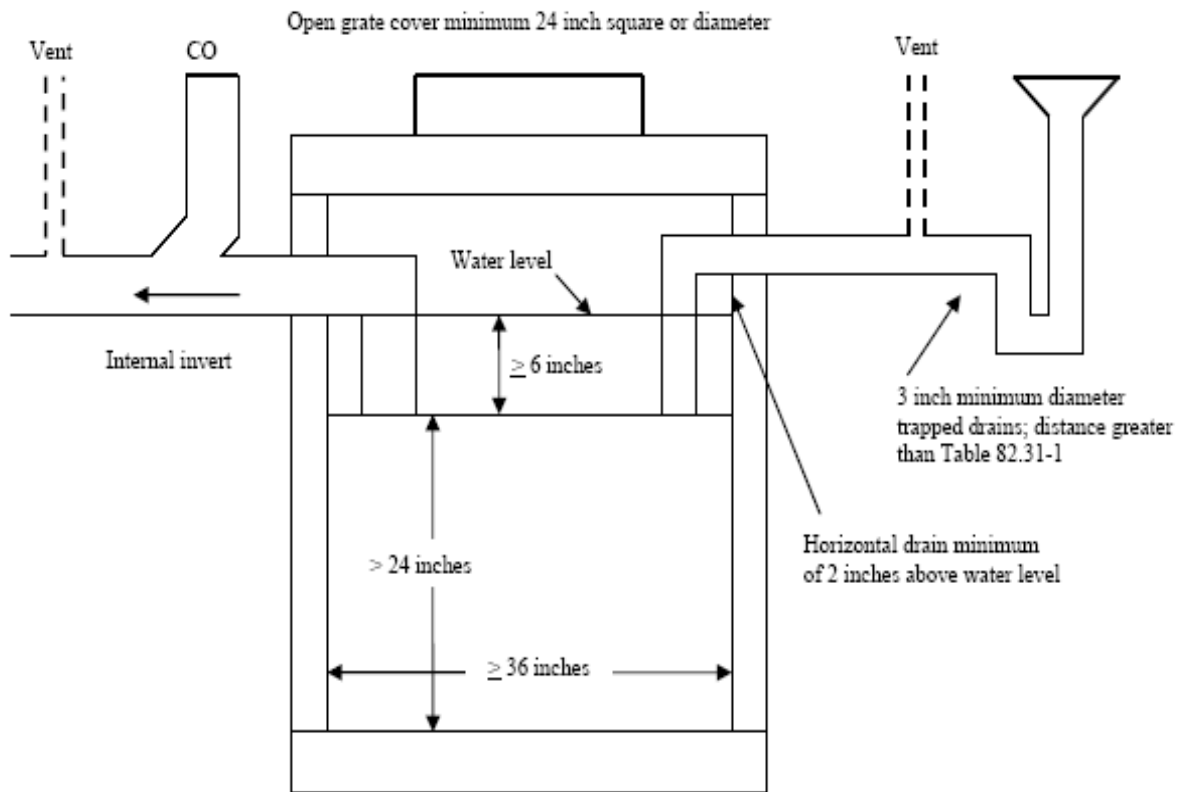 Open grate cover minimum 24 inch square or diameter
Vent
CO
Vent
Water level
Internal invert
≥ 6 inches
3 inch minimum diameter
trapped drains; distance greater
than Table 82.31-1
Horizontal drain minimum
of 2 inches above water level
> 24 inches
≥ 36 inches